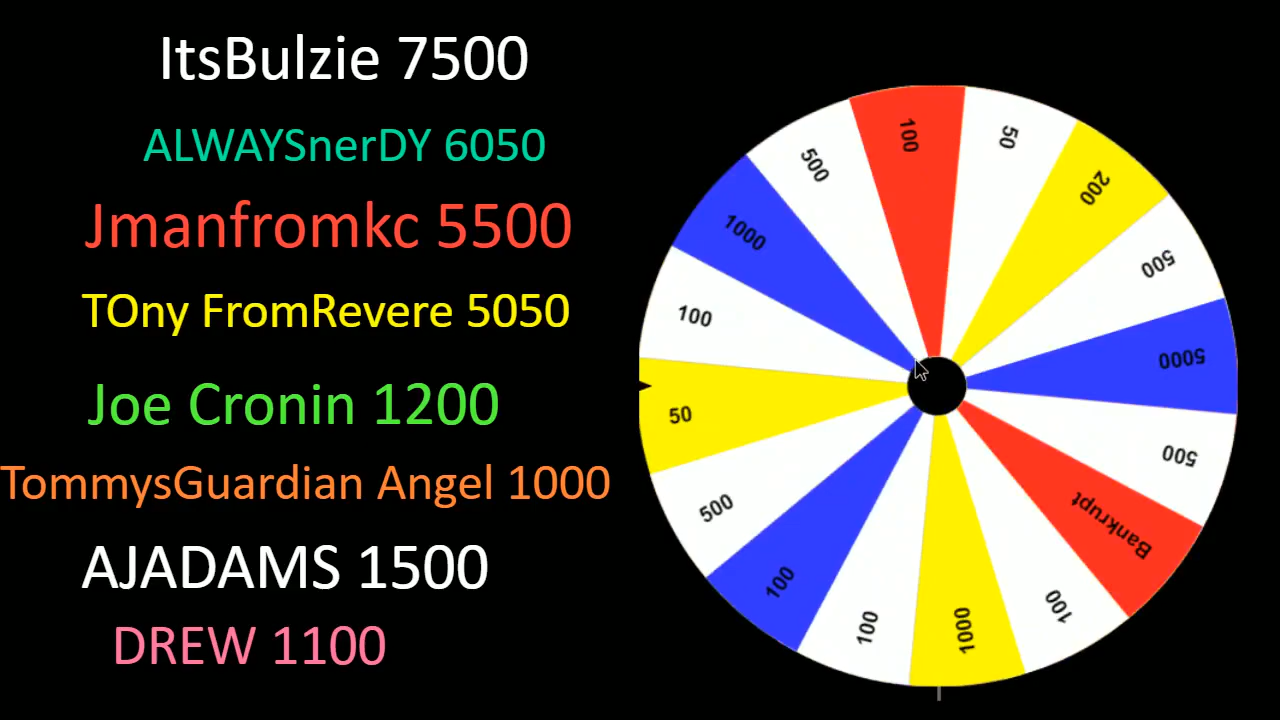 ItsBulzie 7500
ALWAYSnerDY 6050
Jmanfromkc 5500
TOny FromRevere 5050
Joe Cronin 1200
TommysGuardian Angel 1000
AJADAMS 1500
DREW 1100
100
50
200
500
5000
500
Bankrupt
100
1000
100
100
500
50
100
1000
500